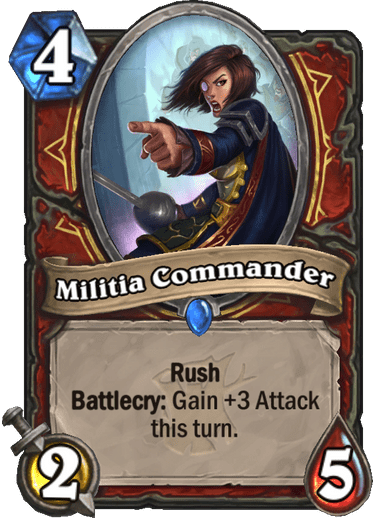 4
Militia Commander
Rush
Battlecry: Gain +3 Attack
this turn.
2
5